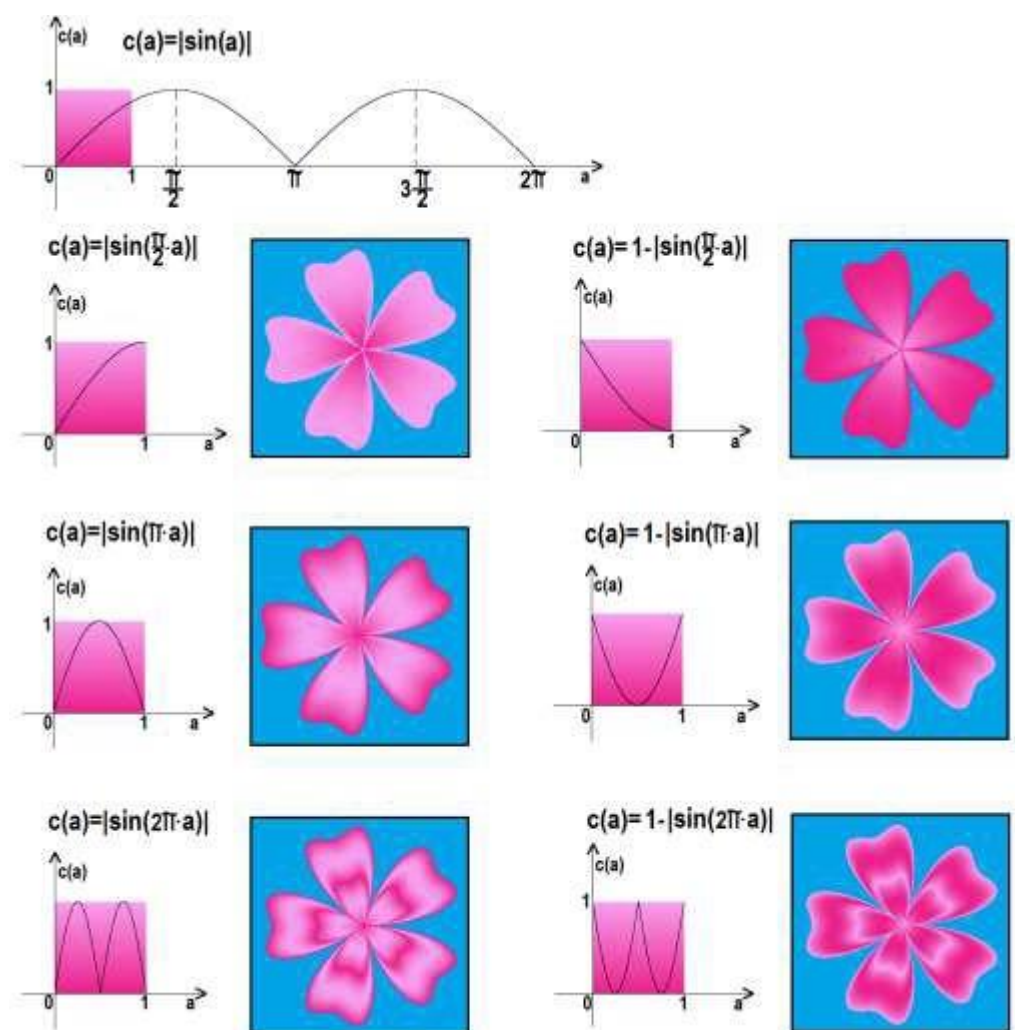 c(a)
c(a)=|sin(a)|
1
0 1 π/2 π 3π/2 2π a
c(a)=|sin(π/2·a)|
c(a)
1
0 1
a
c(a)=1-|sin(π/2·a)|
c(a)
0 1
a
c(a)=|sin(π·a)|
c(a)
1
0 1 a
c(a)=1-|sin(π·a)|
c(a)
0 1 a
c(a)=|sin(2π·a)|
c(a)
0 1 a
c(a)=1-|sin(2π·a)|
c(a)
1
0 1 a